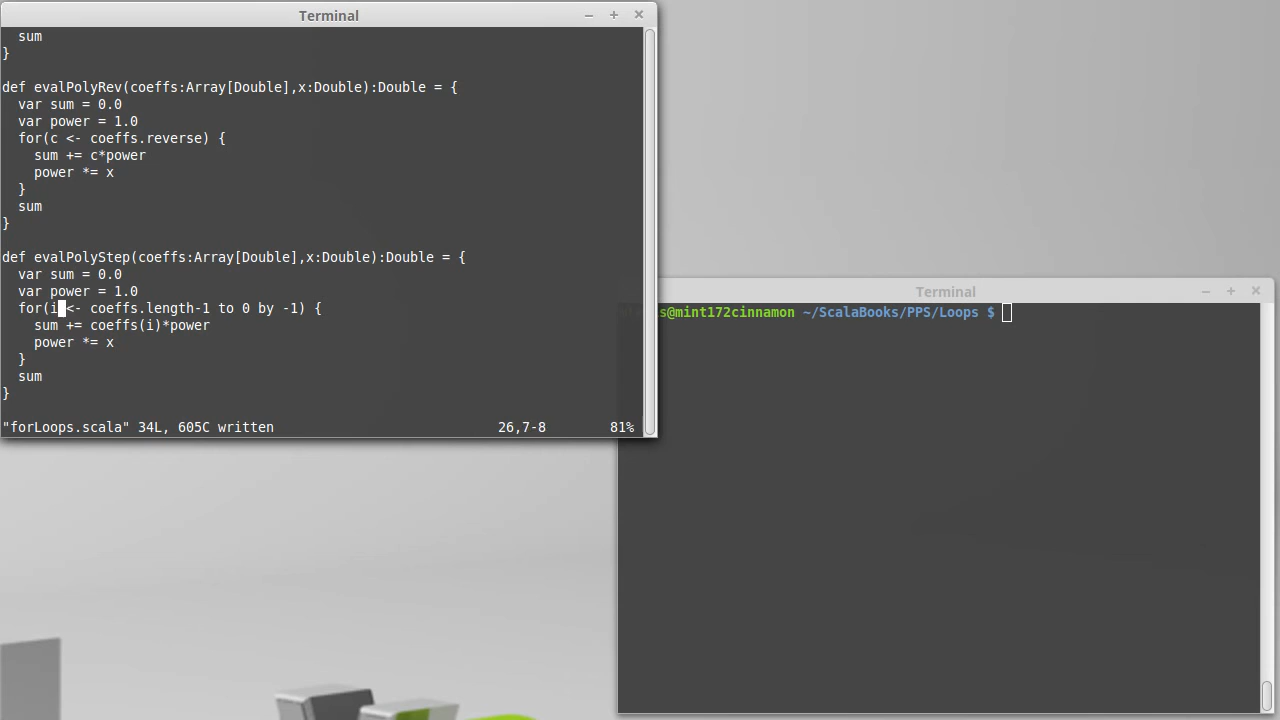 Terminal
sum
}
def evalPolyRev(coeffs:Array[Double],x:Double):Double = {
var sum = 0.0
var power = 1.0
for(c <- coeffs.reverse) {
sum += c*power
power *= x
}
sum
}
def evalPolyStep(coeffs:Array[Double],x:Double):Double = {
var sum = 0.0
var power = 1.0
for(i <- coeffs.length-1 to 0 by -1) {
sum += coeffs(i)*power
power *= x
}
sum
}
"forLoops.scala" 34L, 605C written 26,7-8 81%
Terminal
s@mint172cinnamon ~/ScalaBooks/PPS/Loops $